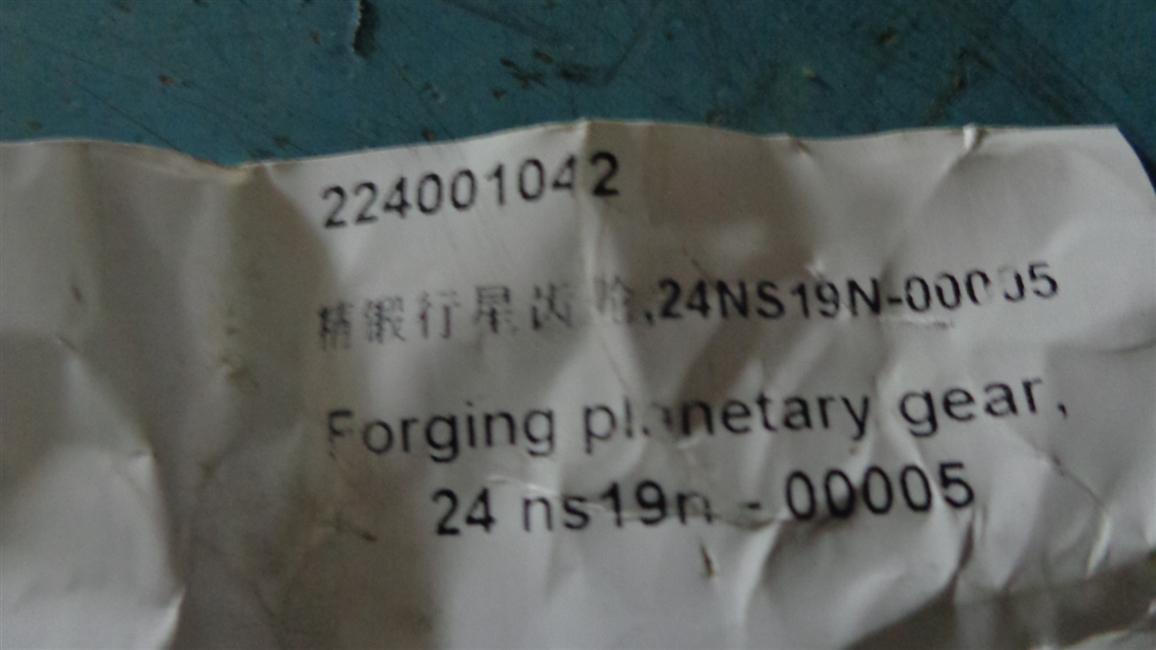 224001042
精锻行星齿轮,24NS19N-00005
Forging planetary gear,
24 ns19n - 00005